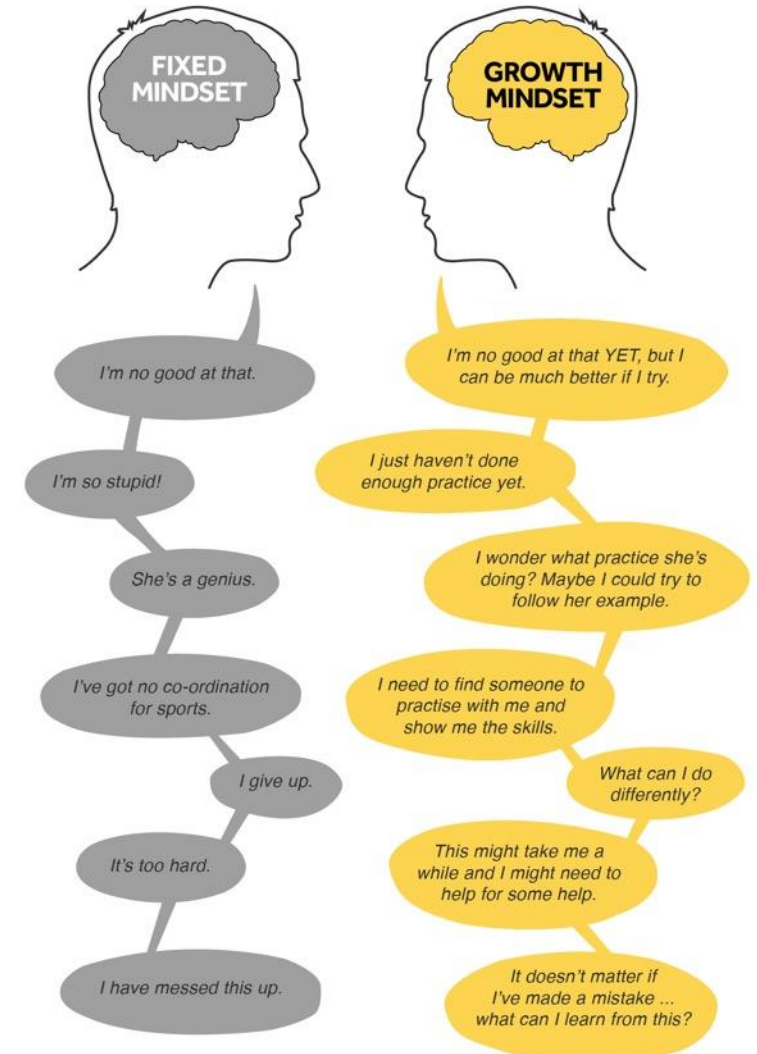 FIXED
MINDSET
I'm no good at that.
I'm so stupid!
She's a genius.
I've got no co-ordination
for sports.
I give up.
It's too hard.
I have messed this up.
GROWTH
MINDSET
I'm no good at that YET, but I
can be much better if I try.
I just haven't done
enough practice yet.
I wonder what practice she's
doing? Maybe I could try to
follow her example.
I need to find someone to
practise with me and
show me the skills.
What can I do
differently?
This might take me a
while and I might need to
help for some help.
It doesn't matter if
I've made a mistake ...
what can I learn from this?